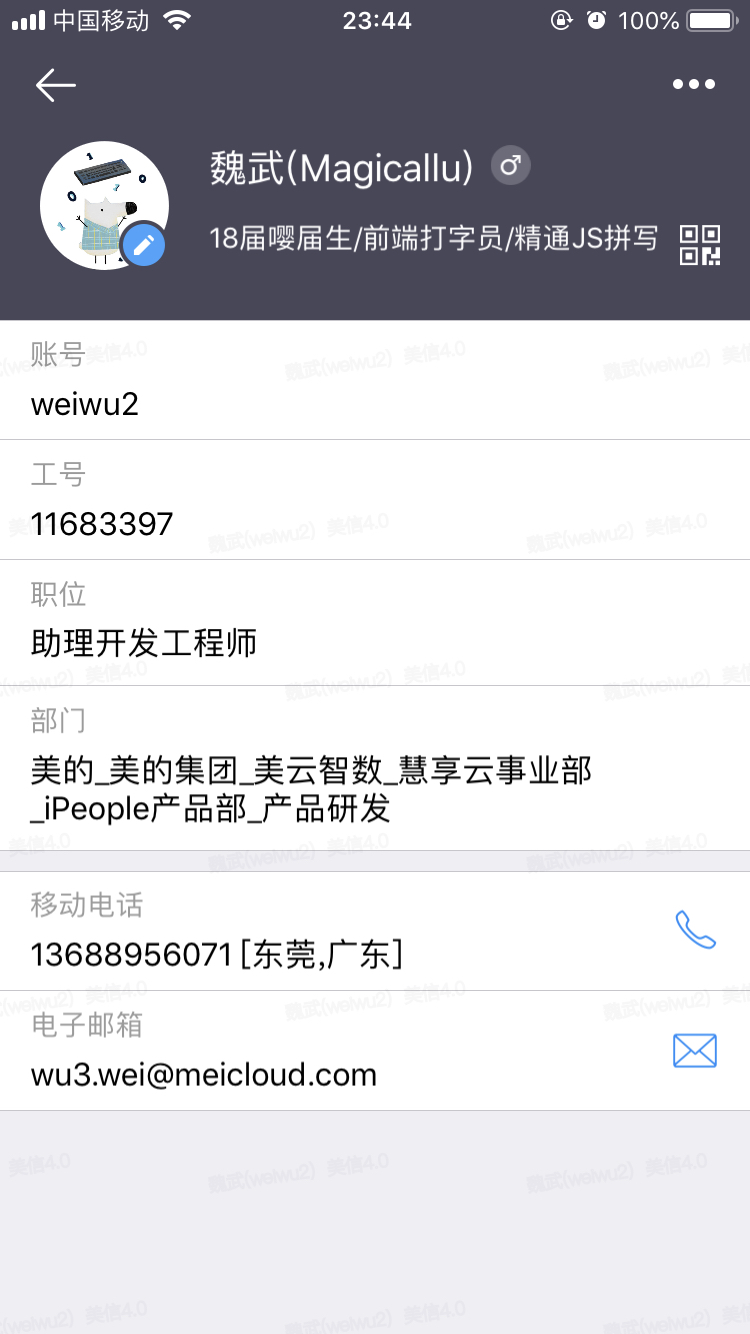 中国移动 23:44 100%
魏武(Magicallu)
18届嘤届生/前端打字员/精通JS拼写
账号
weiwu2
工号
11683397
职位
助理开发工程师
部门
美的_美的集团_美云智数_慧享云事业部
_iPeople产品部_产品研发
移动电话
13688956071 [东莞,广东]
电子邮箱
wu3.wei@meicloud.com
魏武(weiwu2) 美信4.0